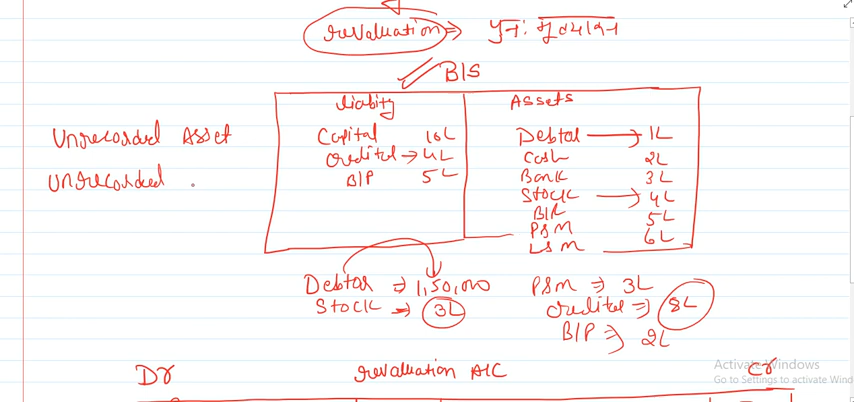 revaluation ⇒ पुन: मूल्यांकन
B/S
Liablity Assets
Unrecorded Asset Capital 10L Debtor → 1L
Creditor → 4L Cash 2L
Unrecorded B/P 5L Bank 3L
Stock → 4L
B/R 5L
P&M 6L
L&M
Debtor ⇒ 1,50,000 P&M ⇒ 3L
Stock ⇒ 3L Creditor ⇒ 8L
B/P ⇒ 2L
Activate Windows
Dr revaluation A/C Cr
Go to Settings to activate Wind